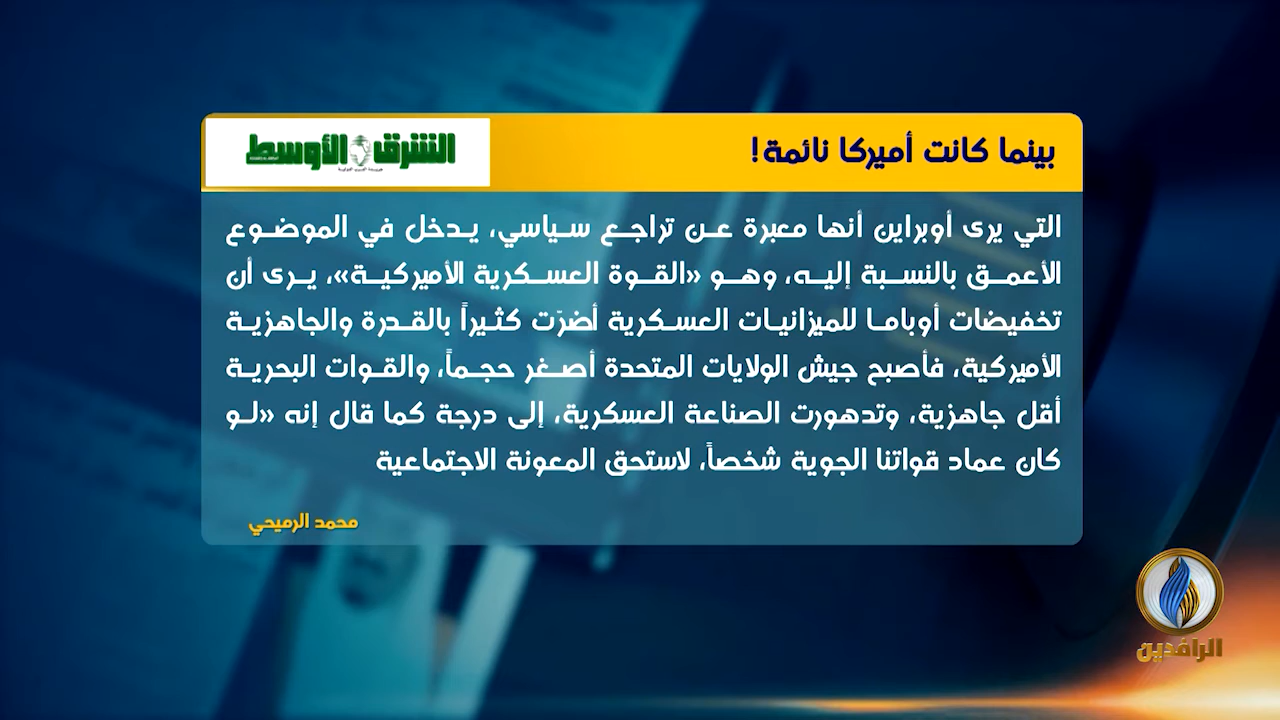 بينما كانت أميركا نائمة!
الشرق الأوسط
التي يرى أوبراين أنها معبرة عن تراجع سياسي، يدخل في الموضوع
الأعمق بالنسبة إليه، وهو «القوة العسكرية الأميركية»، يرى أن
تخفيضات أوباما للميزانيات العسكرية أضرّت كثيراً بالقدرة والجاهزية
الأميركية، فأصبح جيش الولايات المتحدة أصغر حجماً، والقوات البحرية
أقل جاهزية، وتدهورت الصناعة العسكرية، إلى درجة كما قال إنه «لو
كان عماد قواتنا الجوية شخصاً، لاستحق المعونة الاجتماعية
محمد الرميحي
الرافدين